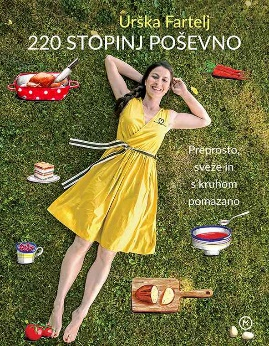 Urška Fartelj
220 STOPINJ POŠEVNO
Preprosto,
sveže in
s kruhom
pomazano
M